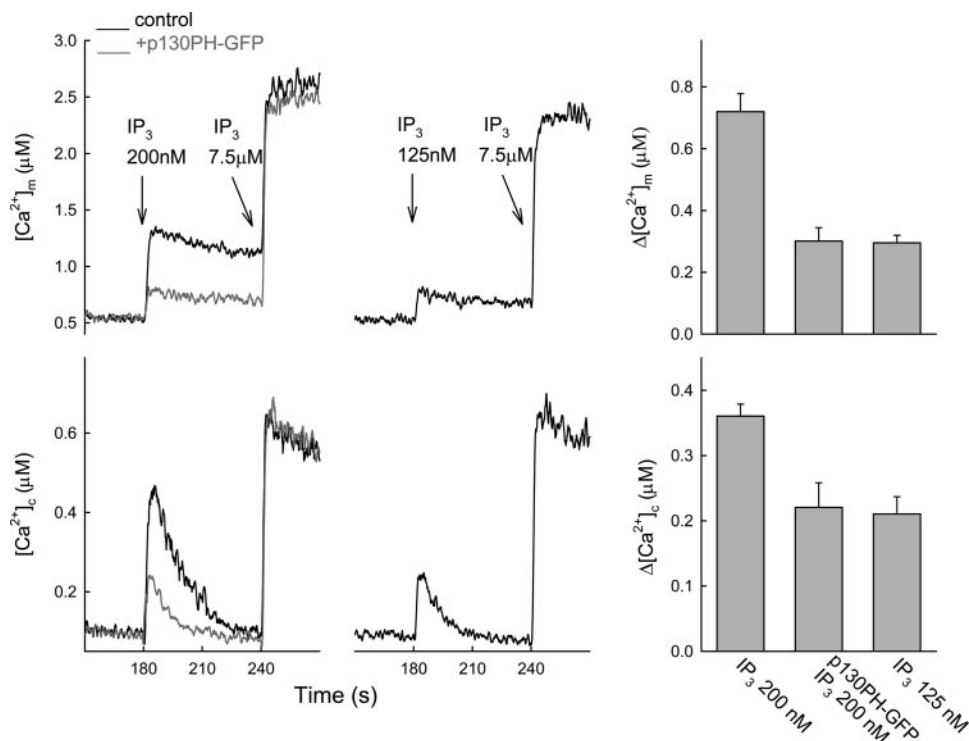 control
+p130PH-GFP
[Ca²⁺]ₘ (μM)
3.0
2.5
2.0
1.5
1.0
0.5
IP₃
200nM
IP₃
7.5μM
IP₃
125nM
IP₃
7.5μM
Δ[Ca²⁺]ₘ (μM)
0.8
0.6
0.4
0.2
0.0
[Ca²⁺]c (μM)
0.6
0.4
0.2
180
210
240
180
210
240
Time (s)
Δ[Ca²⁺]c (μM)
0.4
0.3
0.2
0.1
0.0
IP₃ 200 nM
p130PH-GFP
IP₃ 200 nM
IP₃ 125 nM